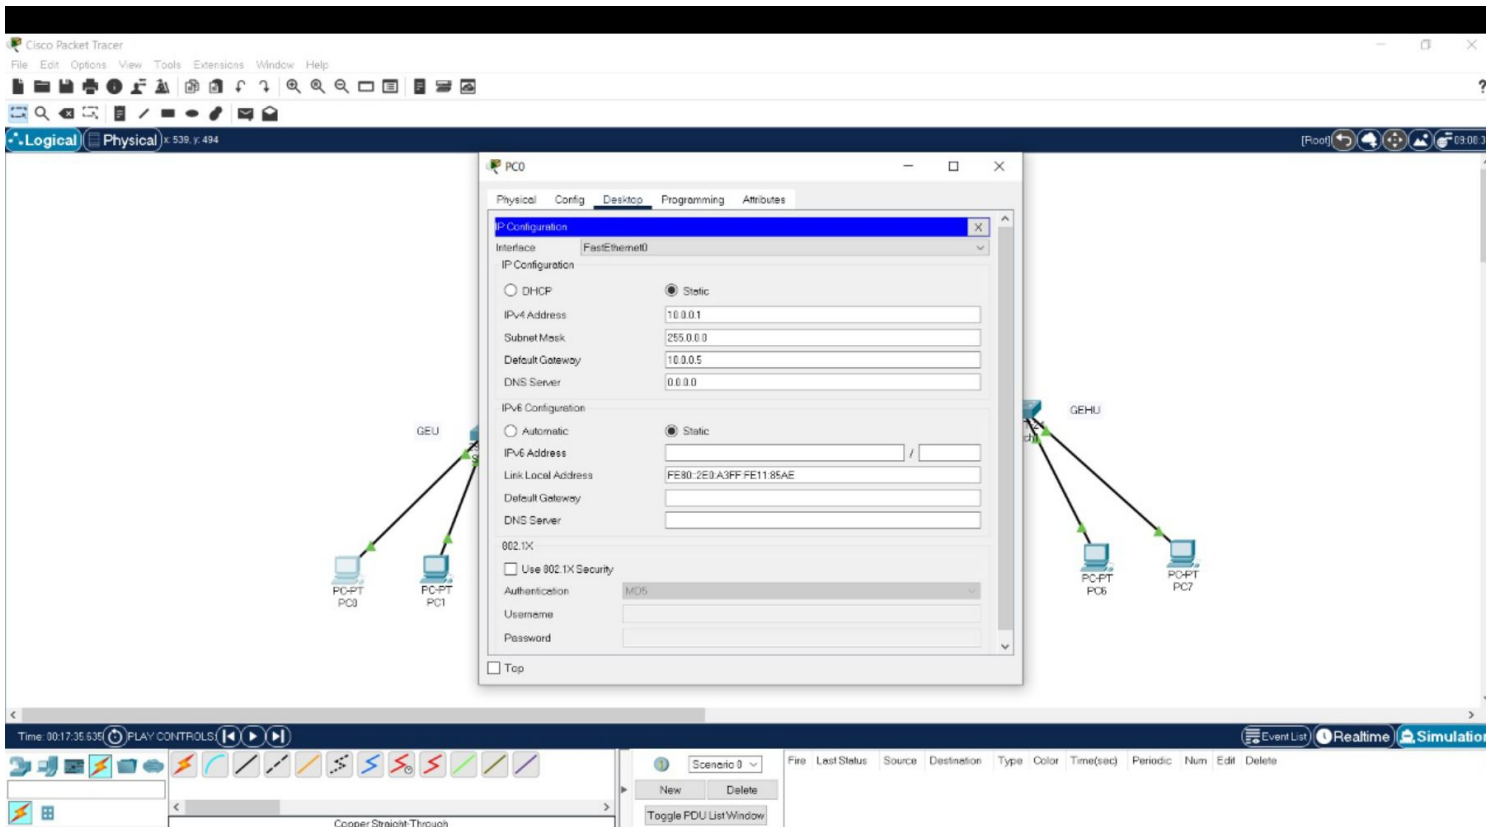 Cisco Packet Tracer
File Edit Options View Tools Extensions Window Help
?
Logical Physical x: 539, y: 494 [Root] 09:08:3
PC0
Physical Config Desktop Programming Attributes
IP Configuration X
Interface FastEthernet0
IP Configuration
DHCP Static
IPv4 Address 10.0.0.1
Subnet Mask 255.0.0.0
Default Gateway 10.0.0.5
DNS Server 0.0.0.0
IPv6 Configuration
Automatic Static
IPv6 Address /
Link Local Address FE80::2E0:A3FF:FE11:85AE
Default Gateway
DNS Server
802.1X
Use 802.1X Security
Authentication MD5
Username
Password
Top
GEU
GEHU
PC-PT
PC0
PC-PT
PC1
PC-PT
PC6
PC-PT
PC7
Time: 00:17:35.635 PLAY CONTROLS: Event List Realtime Simulation
Scenario 0 Fire Last Status Source Destination Type Color Time(sec) Periodic Num Edit Delete
New Delete
Toggle PDU List Window
Copper Straight-Through